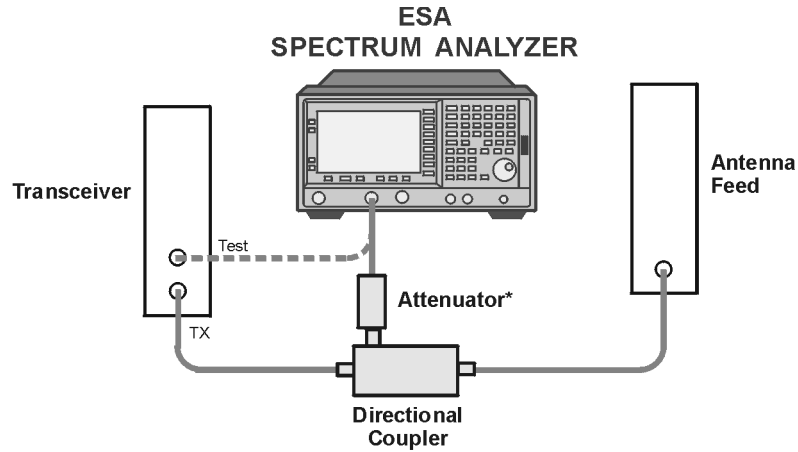 ESA
SPECTRUM ANALYZER
Transceiver
Antenna
Feed
Test
Attenuator*
TX
Directional
Coupler